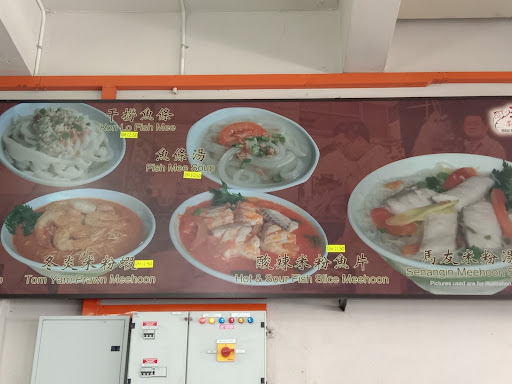 干捞魚條
Kon Lo Fish Mee
魚條湯
Fish Mee Soup
冬炎米粉蝦
Tom Yam Prawn Meehoon
酸辣米粉魚片
Hot & Sour Fish Slice Meehoon
馬友米粉湯
Senangin Meehoon
Pictures used are for illustration